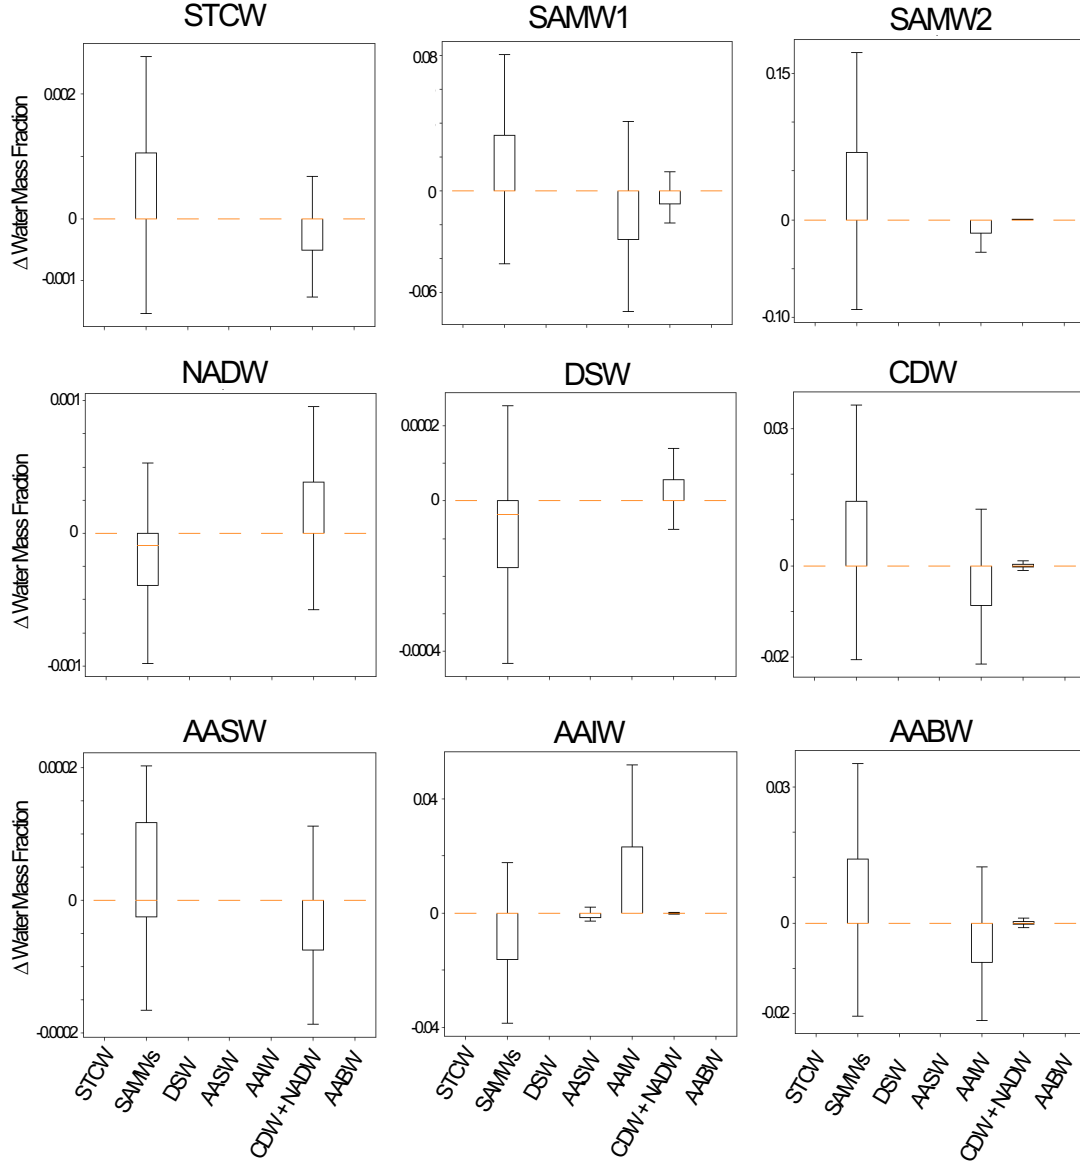 STCW
SAMW1
SAMW2
Δ Water Mass Fraction
0.002
0
-0.001
0.08
0
-0.06
0.15
0
-0.10
NADW
DSW
CDW
Δ Water Mass Fraction
0.001
0
-0.001
0.0002
0
-0.0004
0.03
0
-0.02
AASW
AAIW
AABW
Δ Water Mass Fraction
0.0002
0
-0.0002
0.04
0
-0.04
0.03
0
-0.02
STCW
SAMWs
DSW
AASW
AAIW
CDW + NADW
AABW
STCW
SAMWs
DSW
AASW
AAIW
CDW + NADW
AABW
STCW
SAMWs
DSW
AASW
AAIW
CDW + NADW
AABW